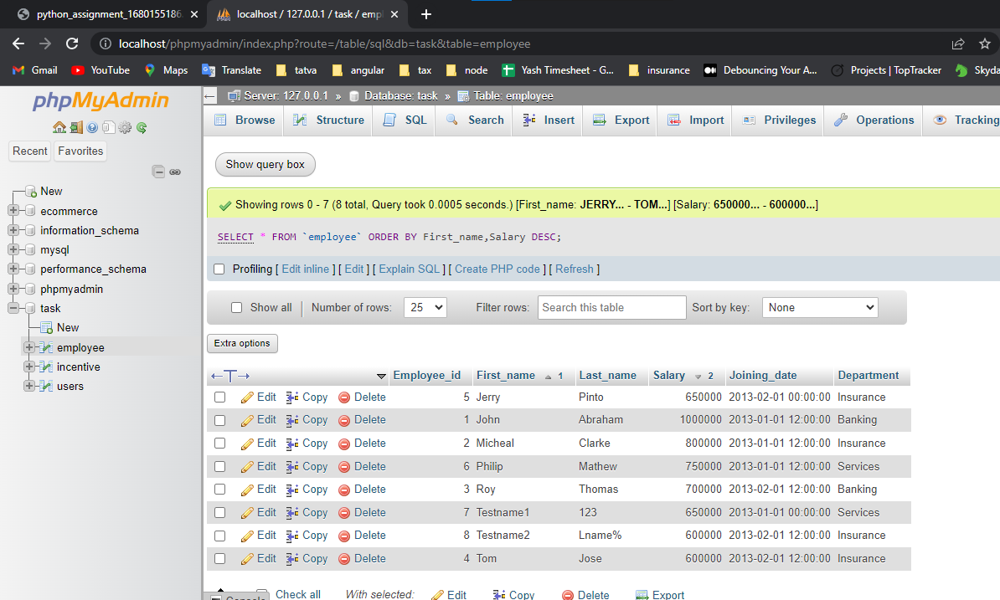 python_assignment_1680155186
localhost / 127.0.0.1 / task / emp
localhost/phpmyadmin/index.php?route=/table/sql&db=task&table=employee
Gmail YouTube Maps Translate tatva angular tax node Yash Timesheet - G... insurance Debouncing Your A... Projects | TopTracker Skyda
phpMyAdmin
Recent Favorites
New
ecommerce
information_schema
mysql
performance_schema
phpmyadmin
task
New
employee
incentive
users
Server: 127.0.0.1 » Database: task » Table: employee
Browse Structure SQL Search Insert Export Import Privileges Operations Tracking
Show query box
Showing rows 0 - 7 (8 total, Query took 0.0005 seconds.) [First_name: JERRY... - TOM...] [Salary: 650000... - 600000...]
SELECT * FROM `employee` ORDER BY First_name,Salary DESC;
Profiling [ Edit inline ] [ Edit ] [ Explain SQL ] [ Create PHP code ] [ Refresh ]
Show all Number of rows: 25 Filter rows: Search this table Sort by key: None
Extra options
Employee_id First_name 1 Last_name Salary 2 Joining_date Department
Edit Copy Delete 5 Jerry Pinto 650000 2013-02-01 00:00:00 Insurance
Edit Copy Delete 1 John Abraham 1000000 2013-01-01 12:00:00 Banking
Edit Copy Delete 2 Micheal Clarke 800000 2013-01-01 12:00:00 Insurance
Edit Copy Delete 6 Philip Mathew 750000 2013-01-01 12:00:00 Services
Edit Copy Delete 3 Roy Thomas 700000 2013-02-01 12:00:00 Banking
Edit Copy Delete 7 Testname1 123 650000 2013-01-01 00:00:00 Services
Edit Copy Delete 8 Testname2 Lname% 600000 2013-02-01 12:00:00 Insurance
Edit Copy Delete 4 Tom Jose 600000 2013-02-01 12:00:00 Insurance
Console Check all With selected: Edit Copy Delete Export